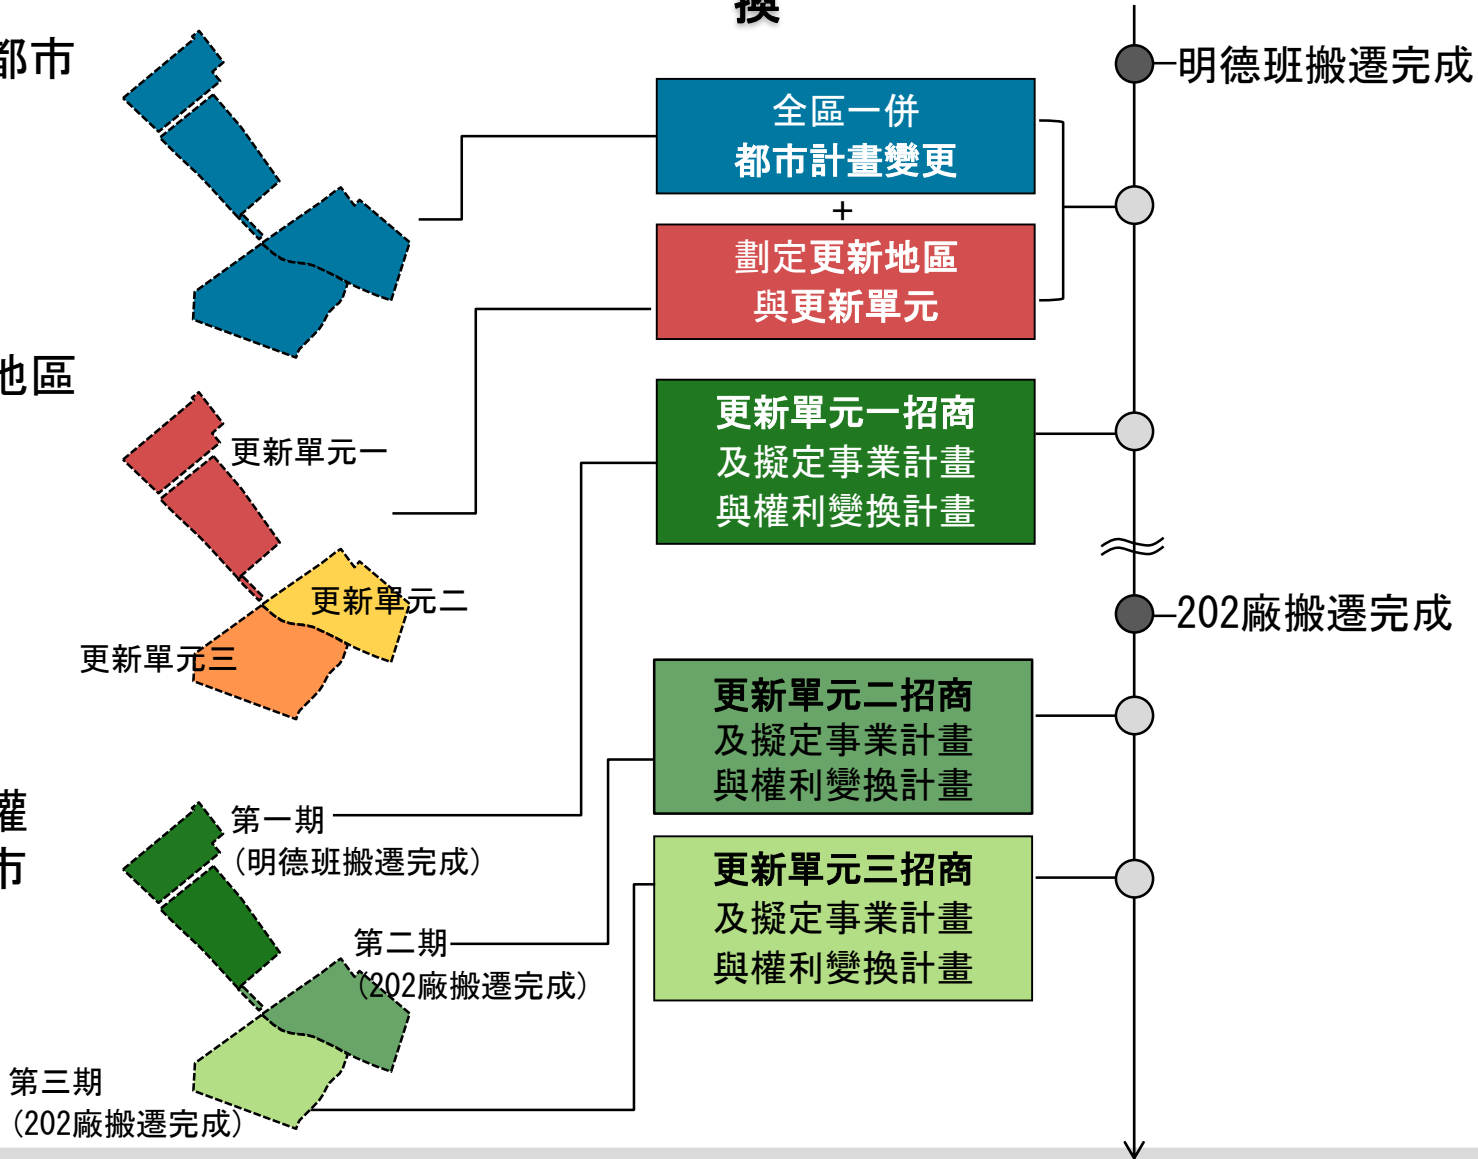 換
都市
全區一併
都市計畫變更
+
劃定更新地區
與更新單元
明德班搬遷完成
地區
更新單元一
更新單元二
更新單元三
更新單元一招商
及擬定事業計畫
與權利變換計畫
202廠搬遷完成
更新單元二招商
及擬定事業計畫
與權利變換計畫
權
市
第一期
(明德班搬遷完成)
第二期
(202廠搬遷完成)
更新單元三招商
及擬定事業計畫
與權利變換計畫
第三期
(202廠搬遷完成)